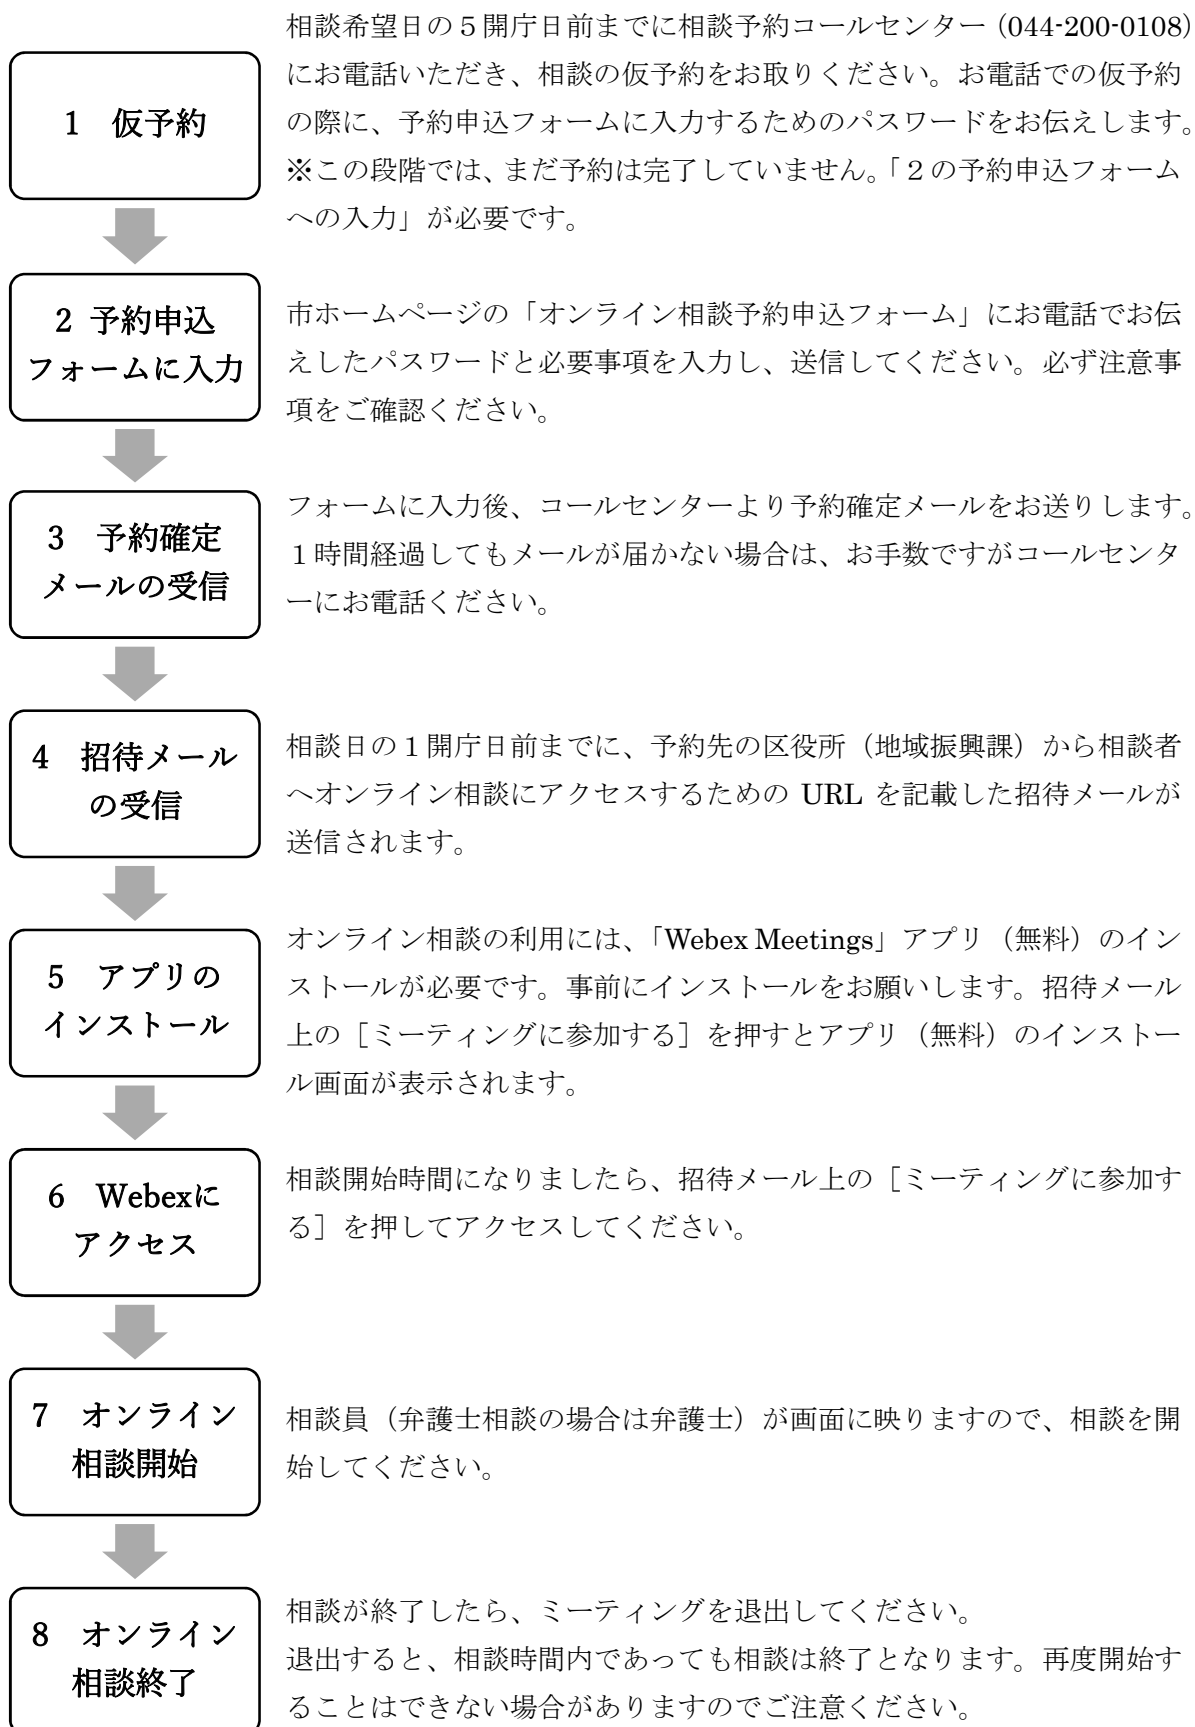 1　仮予約
相談希望日の５開庁日前までに相談予約コールセンター（044-200-0108）
にお電話いただき、相談の仮予約をお取りください。お電話での仮予約
の際に、予約申込フォームに入力するためのパスワードをお伝えします。
※この段階では、まだ予約は完了していません。「２の予約申込フォーム
への入力」が必要です。
2 予約申込
フォームに入力
市ホームページの「オンライン相談予約申込フォーム」にお電話でお伝
えしたパスワードと必要事項を入力し、送信してください。必ず注意事
項をご確認ください。
3　予約確定
メールの受信
フォームに入力後、コールセンターより予約確定メールをお送りします。
１時間経過してもメールが届かない場合は、お手数ですがコールセンタ
ーにお電話ください。
4　招待メール
の受信
相談日の１開庁日前までに、予約先の区役所（地域振興課）から相談者
へオンライン相談にアクセスするための URL を記載した招待メールが
送信されます。
5　アプリの
インストール
オンライン相談の利用には、「Webex Meetings」アプリ（無料）のイン
ストールが必要です。事前にインストールをお願いします。招待メール
上の［ミーティングに参加する］を押すとアプリ（無料）のインストー
ル画面が表示されます。
6　Webexに
アクセス
相談開始時間になりましたら、招待メール上の［ミーティングに参加す
る］を押してアクセスしてください。
7　オンライン
相談開始
相談員（弁護士相談の場合は弁護士）が画面に映りますので、相談を開
始してください。
8　オンライン
相談終了
相談が終了したら、ミーティングを退出してください。
退出すると、相談時間内であっても相談は終了となります。再度開始す
ることはできない場合がありますのでご注意ください。